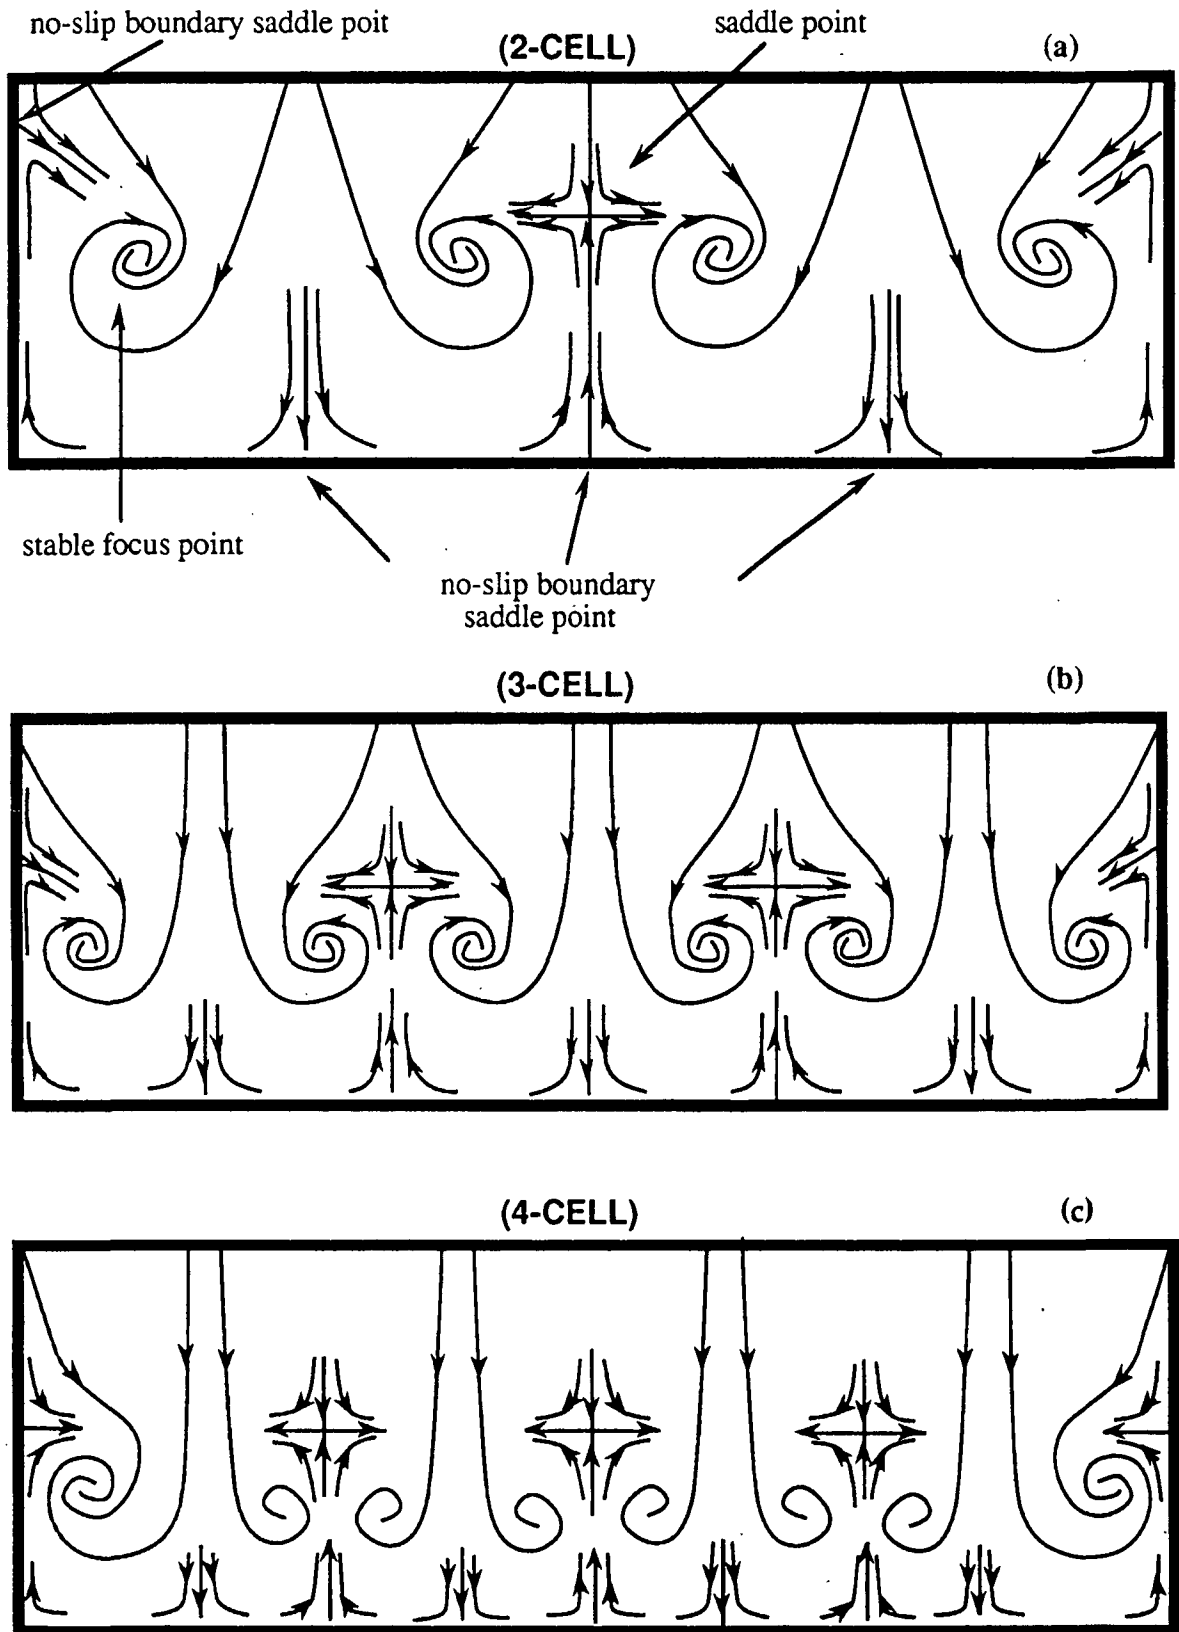 no-slip boundary saddle poit
saddle point
(2-CELL)
(a)
stable focus point
no-slip boundary
saddle point
(3-CELL)
(b)
(4-CELL)
(c)